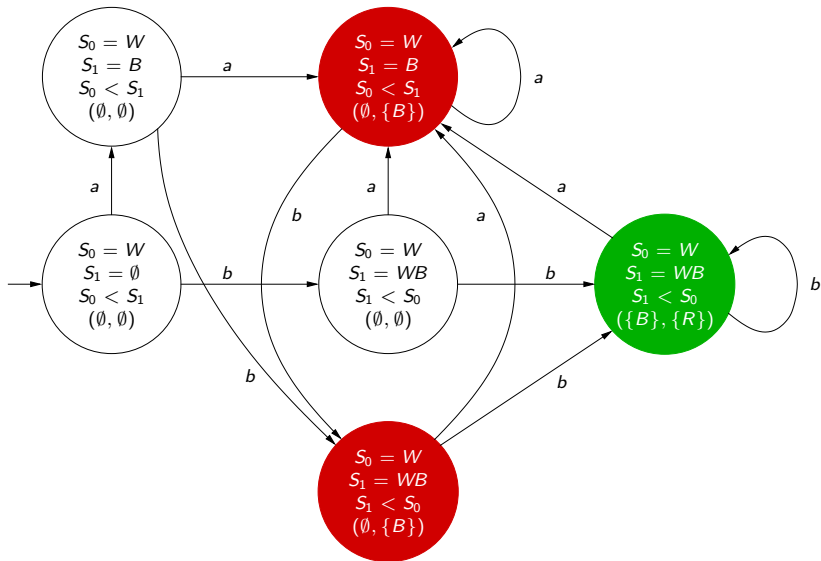 S₀ = W
S₁ = B
S₀ < S₁
(∅, ∅)
a
S₀ = W
S₁ = B
S₀ < S₁
(∅, {B})
a
a
b
a
a
a
S₀ = W
S₁ = ∅
S₀ < S₁
(∅, ∅)
b
S₀ = W
S₁ = WB
S₁ < S₀
(∅, ∅)
b
S₀ = W
S₁ = WB
S₁ < S₀
({B}, {R})
b
b
b
S₀ = W
S₁ = WB
S₁ < S₀
(∅, {B})